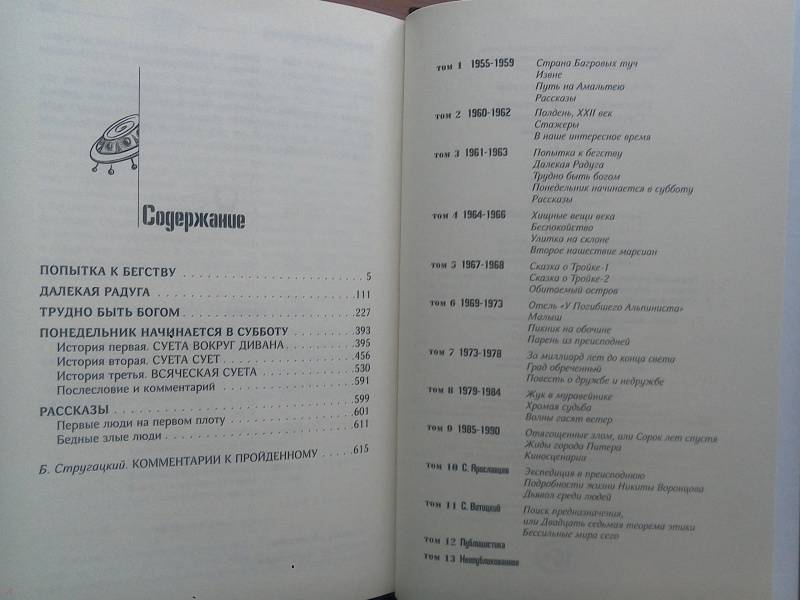 Содержание
ПОПЫТКА К БЕГСТВУ . . . . . . . . . . . . . . . . . . . . . . 5
ДАЛЕКАЯ РАДУГА . . . . . . . . . . . . . . . . . . . . . . . .111
ТРУДНО БЫТЬ БОГОМ . . . . . . . . . . . . . . . . . . . . .227
ПОНЕДЕЛЬНИК НАЧИНАЕТСЯ В СУББОТУ . . . . . . . .393
История первая. СУЕТА ВОКРУГ ДИВАНА . . . . . . . .395
История вторая. СУЕТА СУЕТ . . . . . . . . . . . . . . . .456
История третья. ВСЯЧЕСКАЯ СУЕТА . . . . . . . . . . .530
Послесловие и комментарий . . . . . . . . . . . . . . . .591
РАССКАЗЫ . . . . . . . . . . . . . . . . . . . . . . . . . . . .599
Первые люди на первом плоту . . . . . . . . . . . . . .601
Бедные злые люди . . . . . . . . . . . . . . . . . . . . . .611
Б. Стругацкий. КОММЕНТАРИИ К ПРОЙДЕННОМУ . . . .615
том 1 1955-1959 Страна Багровых туч
Извне
Путь на Амальтею
Рассказы
том 2 1960-1962 Полдень, XXII век
Стажеры
В наше интересное время
том 3 1961-1963 Попытка к бегству
Далекая Радуга
Трудно быть богом
Понедельник начинается в субботу
Рассказы
том 4 1964-1966 Хищные вещи века
Беспокойство
Улитка на склоне
Второе нашествие марсиан
том 5 1967-1968 Сказка о Тройке-1
Сказка о Тройке-2
Обитаемый остров
том 6 1969-1973 Отель «У Погибшего Альпиниста»
Малыш
Пикник на обочине
Парень из преисподней
том 7 1973-1978 За миллиард лет до конца света
Град обреченный
Повесть о дружбе и недружбе
том 8 1979-1984 Жук в муравейнике
Хромая судьба
Волны гасят ветер
том 9 1985-1990 Отягощенные злом, или Сорок лет спустя
Жиды города Питера
Киносценарии
том 10 С. Ярославцев Экспедиция в преисподнюю
Подробности жизни Никиты Воронцова
Дьявол среди людей
том 11 С. Витицкий Поиск предназначения,
или Двадцать седьмая теорема этики
Бессильные мира сего
том 12 Публицистика
том 13 Неопубликованное